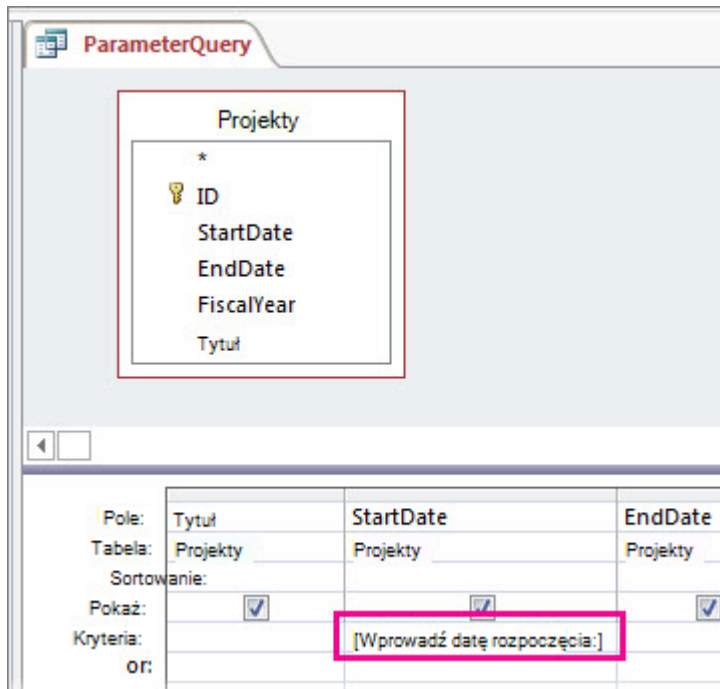 ParameterQuery
Projekty
*
ID
StartDate
EndDate
FiscalYear
Tytuł
Pole: Tytuł StartDate EndDate
Tabela: Projekty Projekty Projekty
Sortowanie:
Pokaż:
Kryteria: [Wprowadź datę rozpoczęcia:]
or: